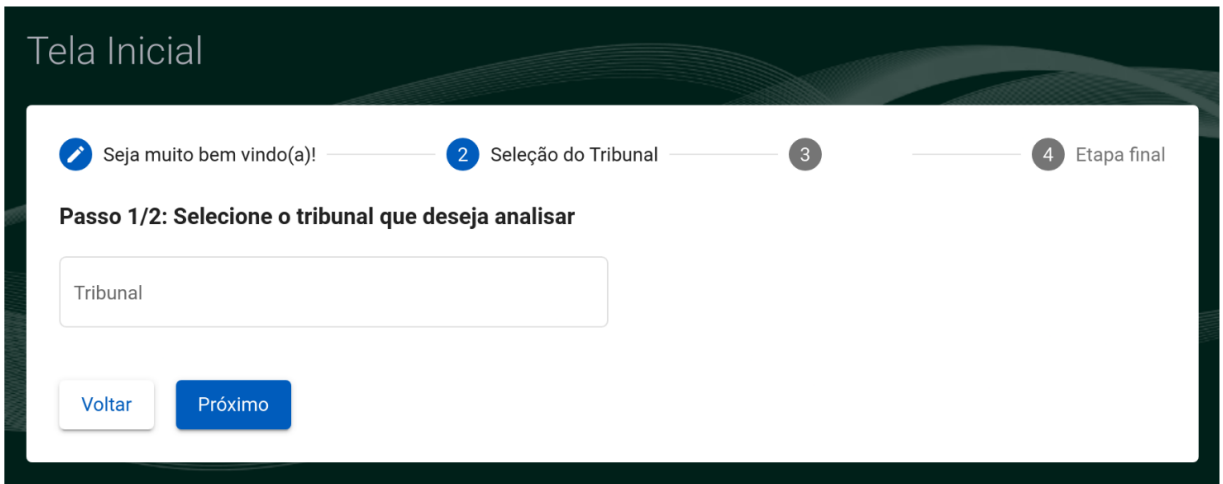 Tela Inicial
Seja muito bem vindo(a)! 2 Seleção do Tribunal 3 4 Etapa final
Passo 1/2: Selecione o tribunal que deseja analisar
Tribunal
Voltar Próximo